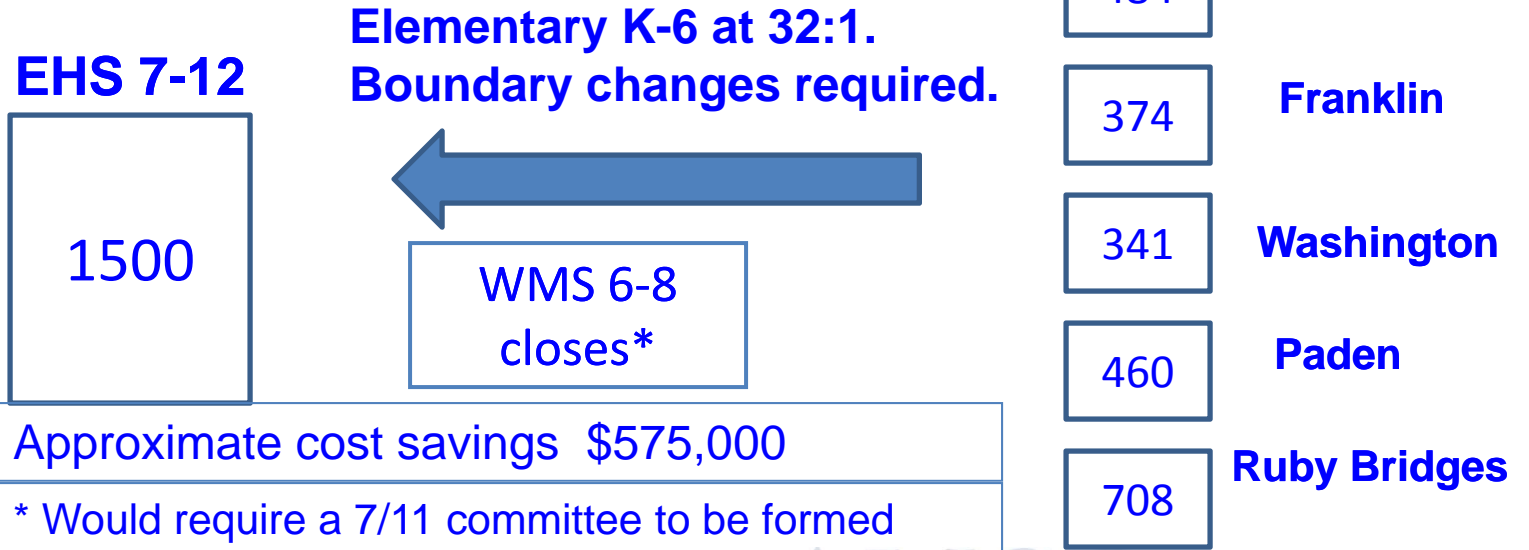 Elementary K-6 at 32:1.
Boundary changes required.
EHS 7-12
1500
WMS 6-8
closes*
Approximate cost savings $575,000
* Would require a 7/11 committee to be formed
374 Franklin
341 Washington
460 Paden
708 Ruby Bridges